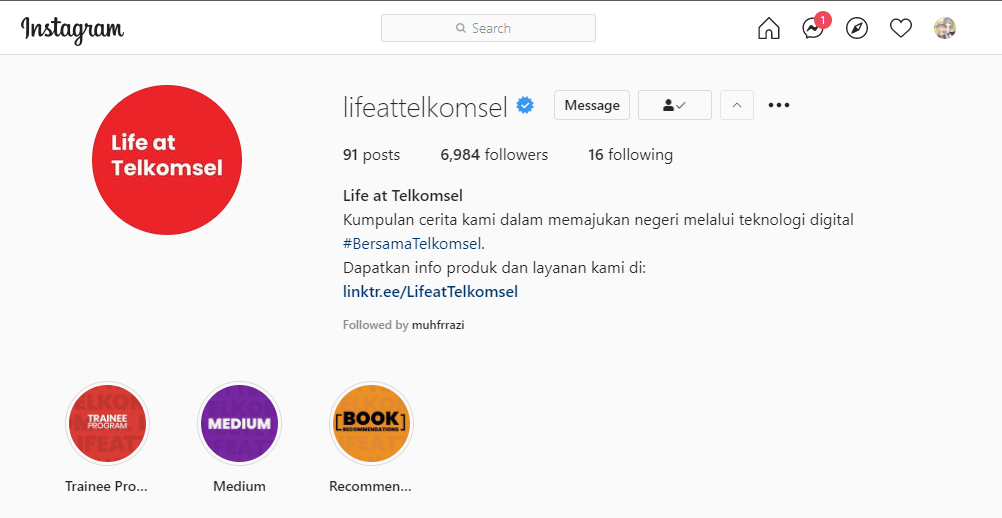 Instagram
Search
1
Life at
Telkomsel
lifeattelkomsel
Message
91 posts 6,984 followers 16 following
Life at Telkomsel
Kumpulan cerita kami dalam memajukan negeri melalui teknologi digital
#BersamaTelkomsel.
Dapatkan info produk dan layanan kami di:
linktr.ee/LifeatTelkomsel
Followed by muhfrrazi
TRAINEE
PROGRAM
MEDIUM
[BOOK
RECOMMENDATIONS]
Trainee Pro... Medium Recommen...